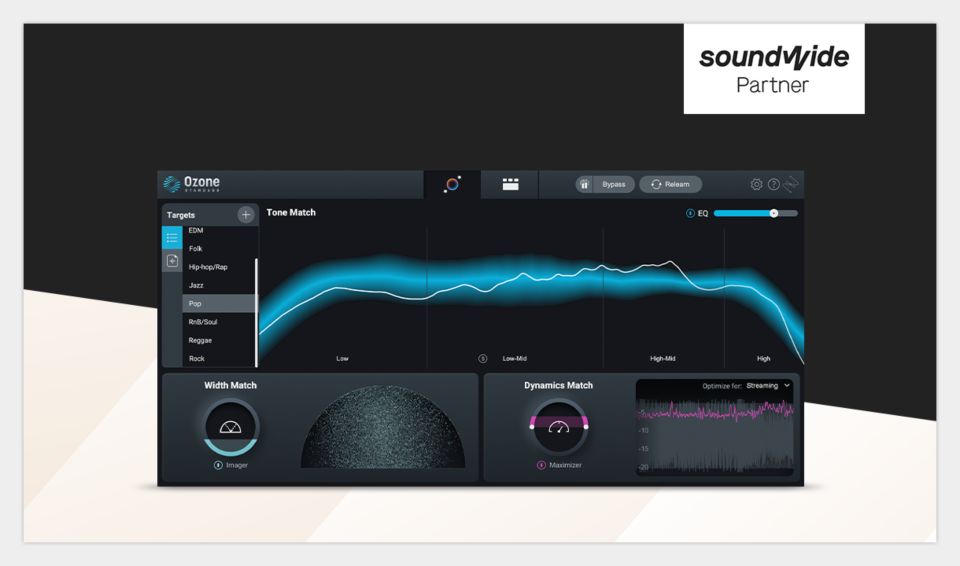 soundwide
Partner
Ozone
STANDARD
Bypass
Relearn
Targets
Tone Match
EQ
EDM
Folk
Hip-hop/Rap
Jazz
Pop
RnB/Soul
Reggae
Rock
Low
S
Low-Mid
High-Mid
High
Width Match
Imager
Dynamics Match
Maximizer
Optimize for: Streaming
-5
-10
-15
-20